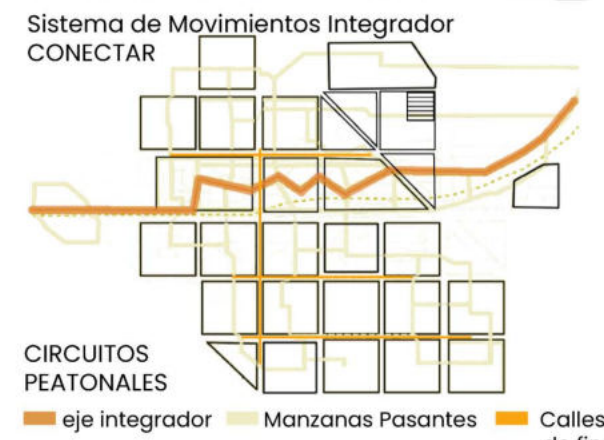 Sistema de Movimientos Integrador
CONECTAR
CIRCUITOS
PEATONALES
eje integrador Manzanas Pasantes Calles